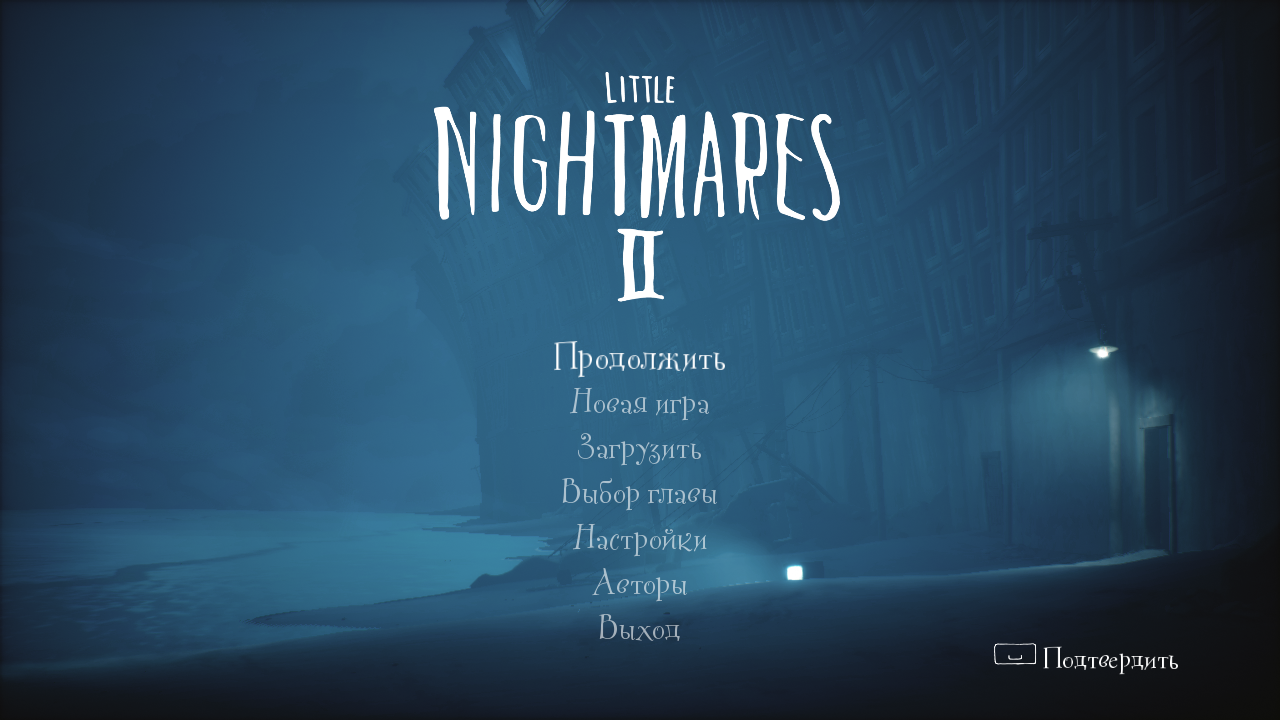 LITTLE
NIGHTMARES
II
Продолжить
Новая игра
Загрузить
Выбор главы
Настройки
Авторы
Выход
Подтвердить